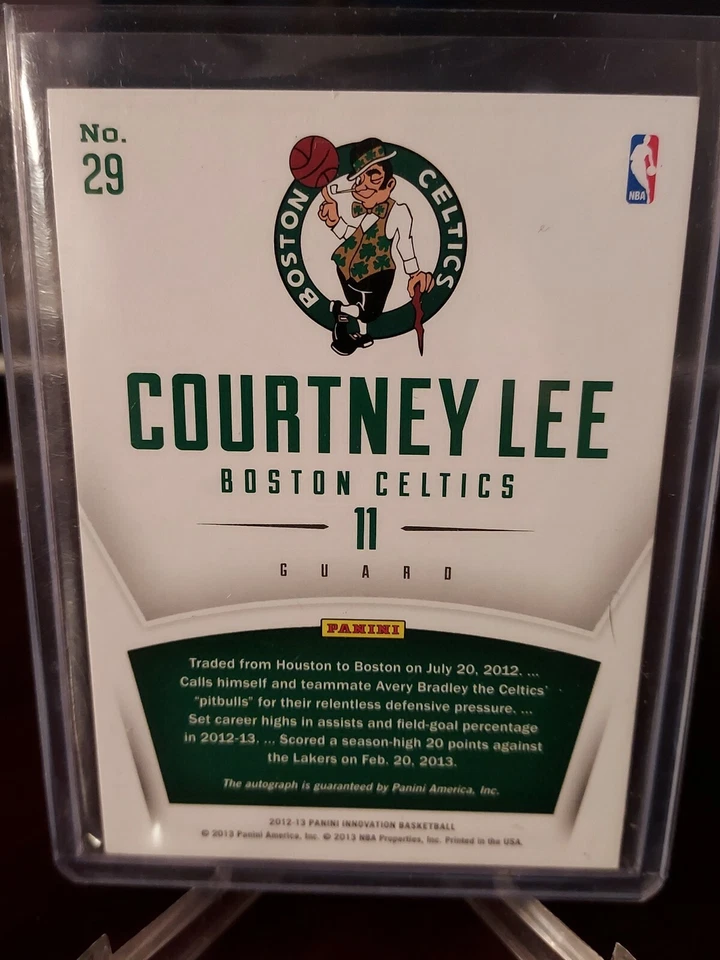 No.
29
BOSTON CELTICS
NBA
COURTNEY LEE
BOSTON CELTICS
11
GUARD
PANINI
Traded from Houston to Boston on July 20, 2012. ...
Calls himself and teammate Avery Bradley the Celtics'
"pitbulls" for their relentless defensive pressure. ...
Set career highs in assists and field-goal percentage
in 2012-13. ... Scored a season-high 20 points against
the Lakers on Feb. 20, 2013.
The autograph is guaranteed by Panini America, Inc.
2012-13 PANINI INNOVATION BASKETBALL
© 2013 Panini America, Inc. © 2013 NBA Properties, Inc. Printed in the USA.